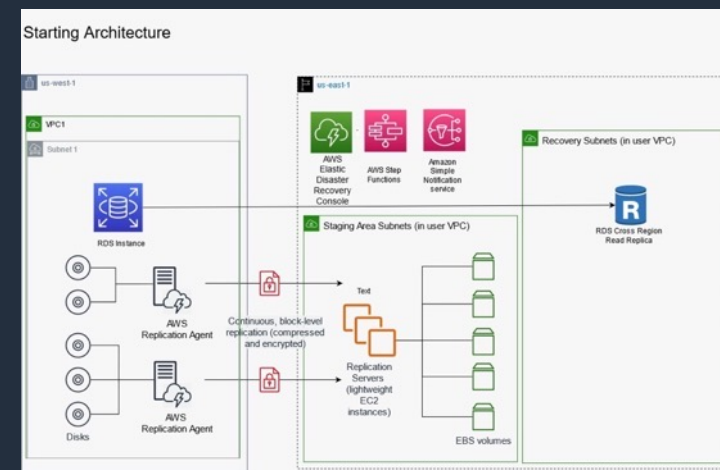 Starting Architecture
us-west-1
VPC1
Subnet 1
RDS Instance
AWS
Replication Agent
AWS
Replication Agent
Disks
Continuous, block-level
replication (compressed
and encrypted)
us-east-1
AWS
Elastic
Disaster
Recovery
Console
AWS Step
Functions
Amazon
Simple
Notification
service
Staging Area Subnets (in user VPC)
Text
Replication
Servers
(lightweight
EC2
instances)
EBS volumes
Recovery Subnets (in user VPC)
R
RDS Cross Region
Read Replica